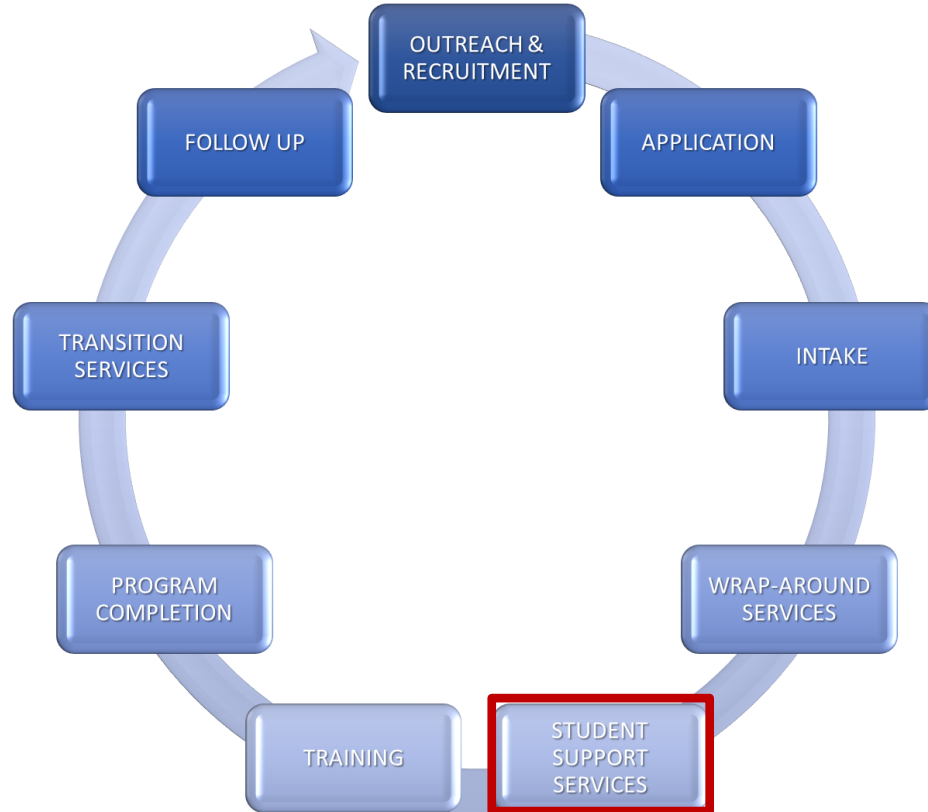 OUTREACH &
RECRUITMENT
APPLICATION
INTAKE
WRAP-AROUND
SERVICES
STUDENT
SUPPORT
SERVICES
TRAINING
PROGRAM
COMPLETION
TRANSITION
SERVICES
FOLLOW UP